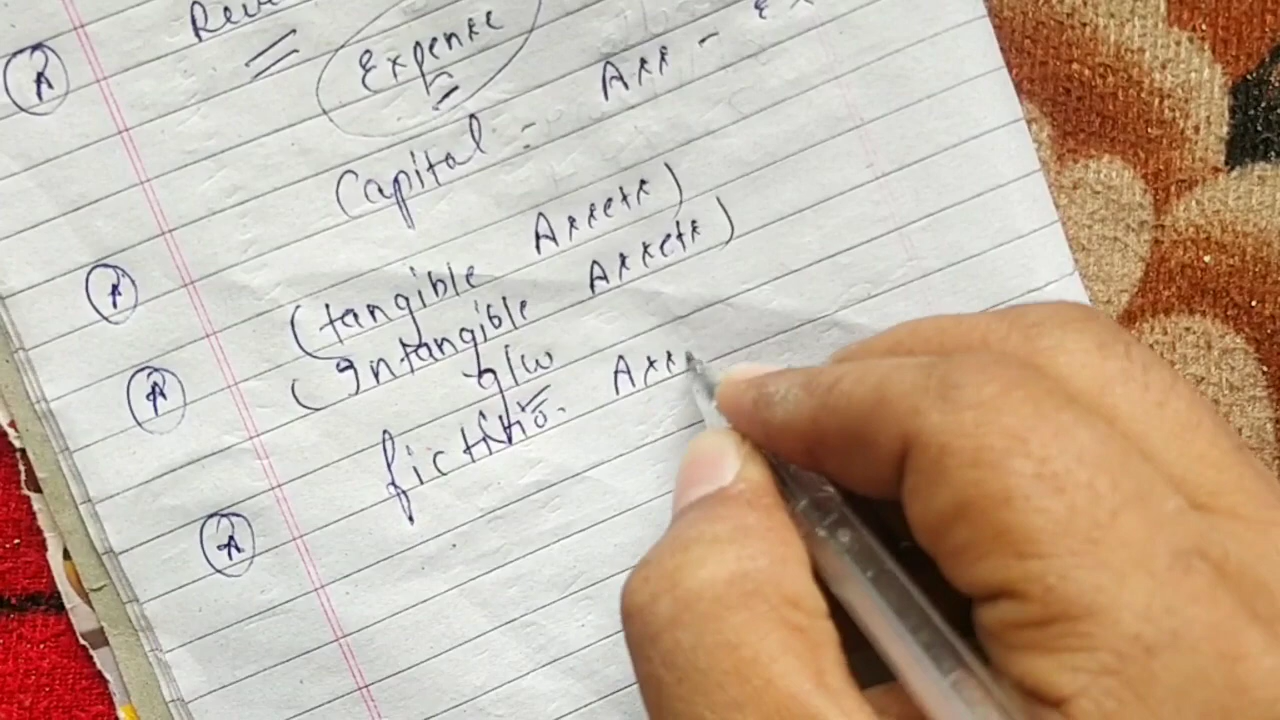 Expense
Capital - Ass -
(tangible Assets)
(Intangible Assets)
g/w
fictitio. Ass